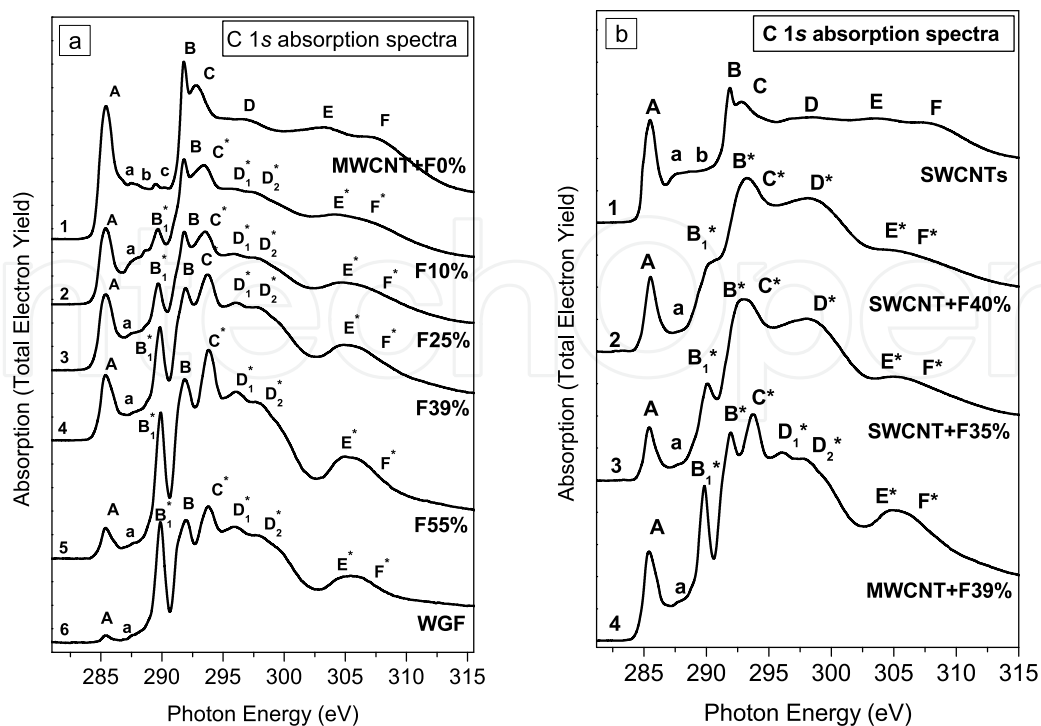 a
C 1s absorption spectra
A
B
C
D
E
F
a
b
c
MWCNT+F0%
1
A
a
B₁*
B
C*
D₁*
D₂*
E*
F*
F10%
2
A
a
B₁*
B
C*
D₁*
D₂*
E*
F*
F25%
3
A
a
B₁*
B
C
D₁*
D₂*
E*
F*
F39%
4
A
a
B₁*
B
C*
D₁*
D₂*
E*
F*
F55%
5
A
a
B₁*
B
C*
D₁*
D₂*
E*
F*
WGF
6
Absorption (Total Electron Yield)
285 290 295 300 305 310 315
Photon Energy (eV)
b
C 1s absorption spectra
A
a
b
B
C
D
E
F
SWCNTs
1
A
a
B₁*
B*
C*
D*
E*
F*
SWCNT+F40%
2
A
a
B₁*
B*
C*
D*
E*
F*
SWCNT+F35%
3
A
a
B₁*
B*
C*
D₁*
D₂*
E*
F*
MWCNT+F39%
4
Absorption (Total Electron Yield)
285 290 295 300 305 310 315
Photon Energy (eV)